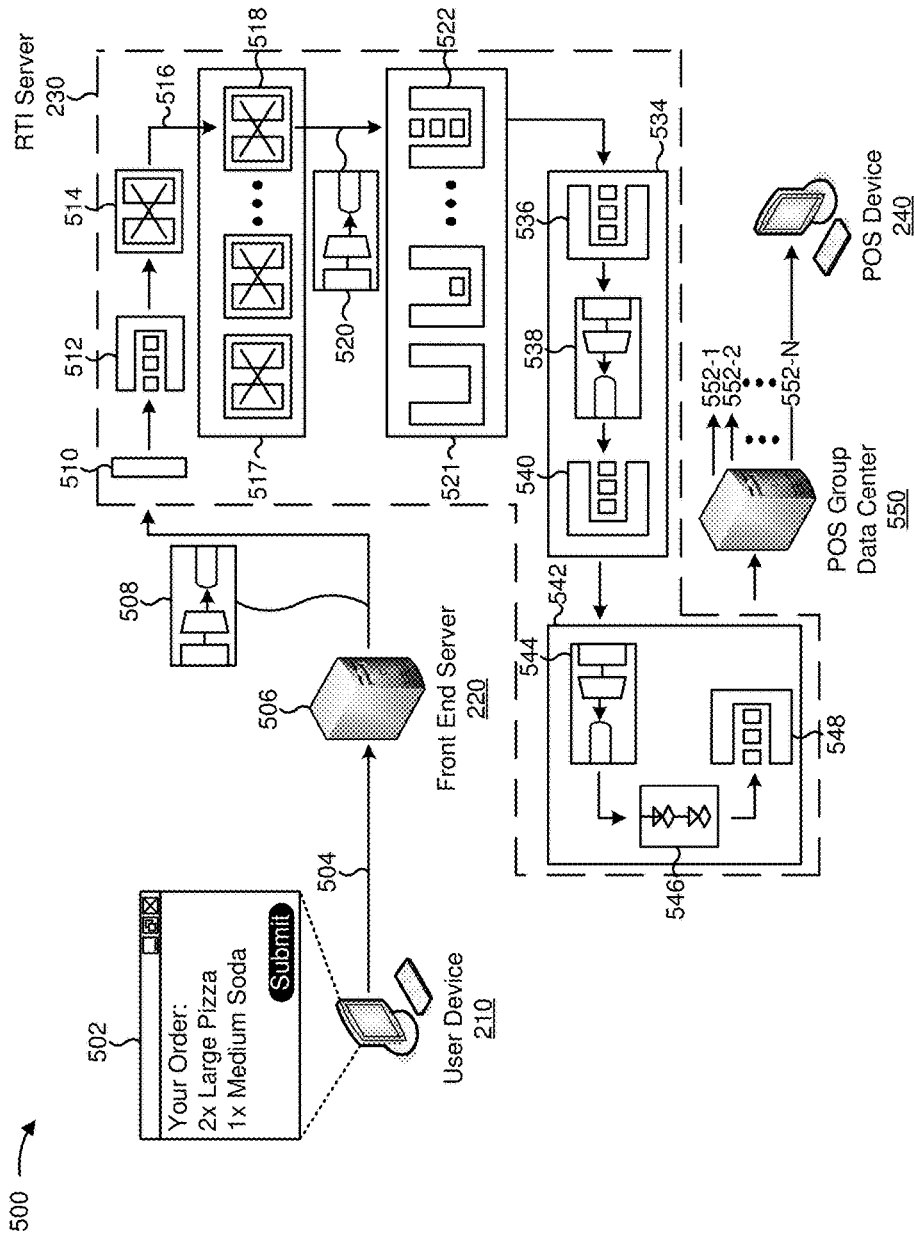 500
502
Your Order:
2x Large Pizza
1x Medium Soda
Submit
User Device
210
504
506
Front End Server
220
508
RTI Server
230
510
512
514
516
517
518
520
521
522
534
536
538
540
542
544
546
548
POS Group
Data Center
550
552-1
552-2
552-N
POS Device
240